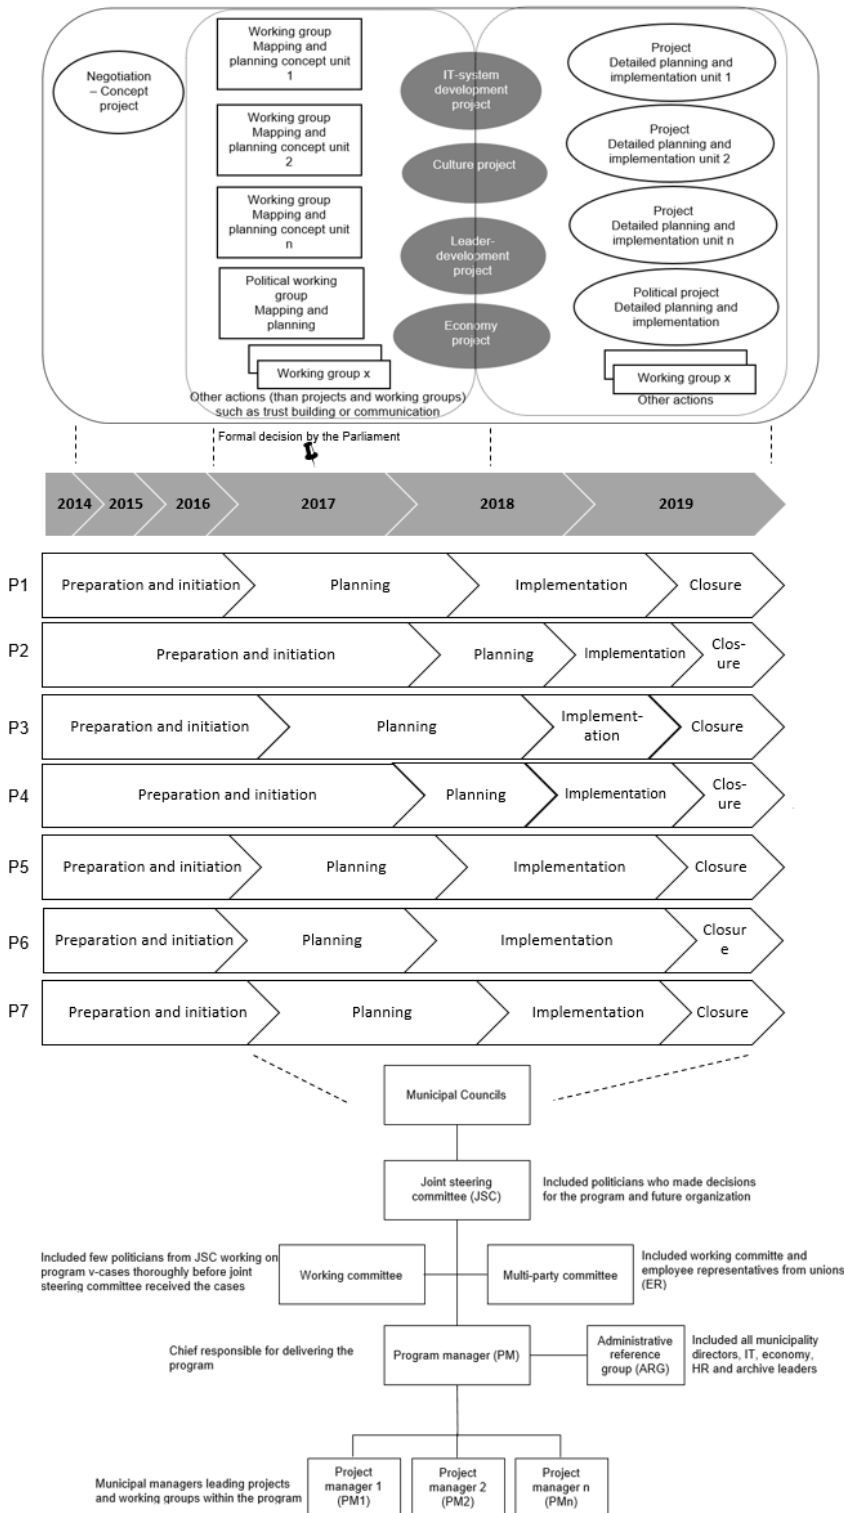 Negotiation
– Concept
project
Working group
Mapping and
planning concept unit
1
Working group
Mapping and
planning concept unit
2
Working group
Mapping and
planning concept unit
n
Political working
group
Mapping and
planning
Working group x
Other actions (than projects and working groups)
such as trust building or communication
IT-system
development
project
Culture project
Leader-
development
project
Economy
project
Project
Detailed planning and
implementation unit 1
Project
Detailed planning and
implementation unit 2
Project
Detailed planning and
implementation unit n
Political project
Detailed planning and
implementation
Working group x
Other actions
Formal decision by the Parliament
2014 2015 2016 2017 2018 2019
P1 Preparation and initiation Planning Implementation Closure
P2 Preparation and initiation Planning Implementation Clos-
ure
P3 Preparation and initiation Planning Implement-
ation Closure
P4 Preparation and initiation Planning Implementation Clos-
ure
P5 Preparation and initiation Planning Implementation Closure
P6 Preparation and initiation Planning Implementation Closur
e
P7 Preparation and initiation Planning Implementation Closure
Municipal Councils
Joint steering
committee (JSC)
Included politicians who made decisions
for the program and future organization
Included few politicians from JSC working on
program v-cases thoroughly before joint
steering committee received the cases
Working committee
Multi-party committee
Included working committe and
employee representatives from unions
(ER)
Chief responsible for delivering the
program
Program manager (PM)
Administrative
reference
group (ARG)
Included all municipality
directors, IT, economy,
HR and archive leaders
Municipal managers leading projects
and working groups within the program
Project
manager 1
(PM1)
Project
manager 2
(PM2)
Project
manager n
(PMn)